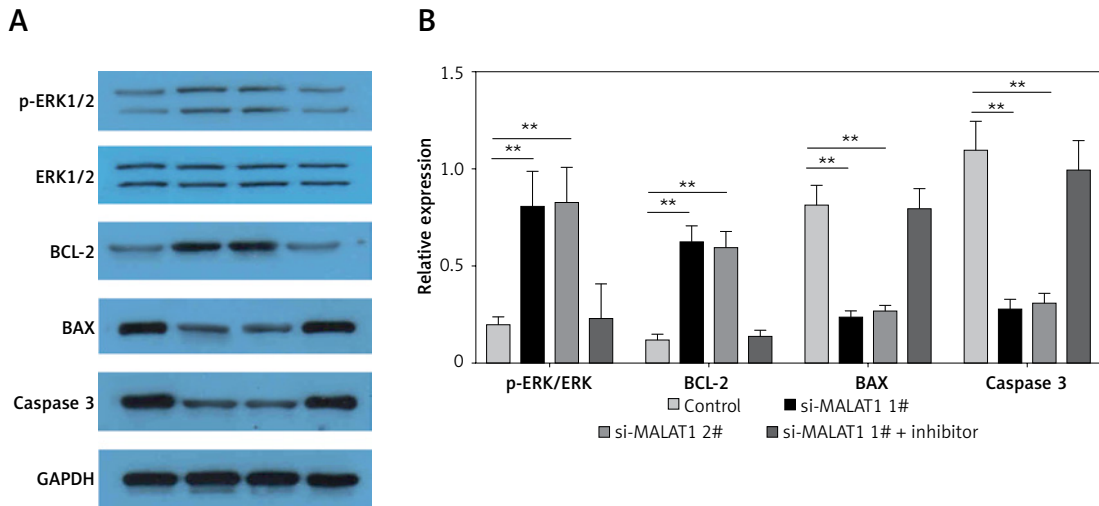 A
p-ERK1/2
ERK1/2
BCL-2
BAX
Caspase 3
GAPDH
B
Relative expression
1.5
1.0
0.5
0
** ** ** ** ** ** ** **
p-ERK/ERK BCL-2 BAX Caspase 3
Control si-MALAT1 1#
si-MALAT1 2# si-MALAT1 1# + inhibitor